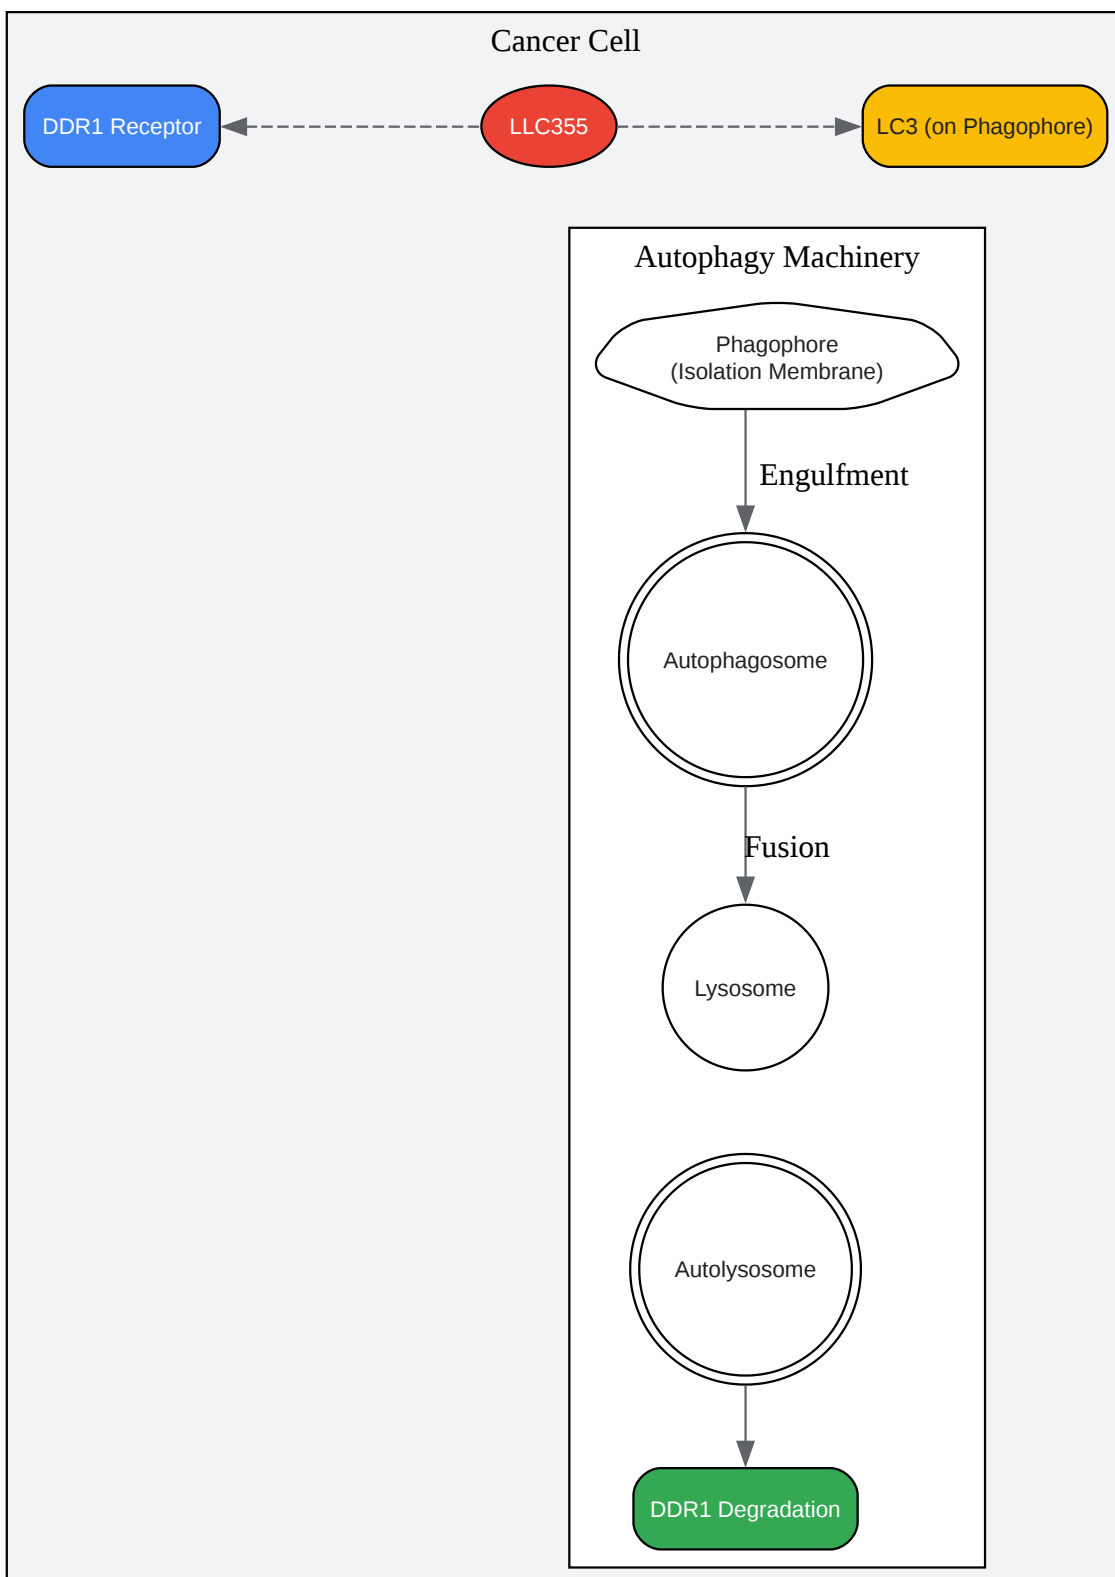 Cancer Cell
DDR1 Receptor
LLC355
LC3 (on Phagophore)
Autophagy Machinery
Phagophore
(Isolation Membrane)
Engulfment
Autophagosome
Fusion
Lysosome
Autolysosome
DDR1 Degradation